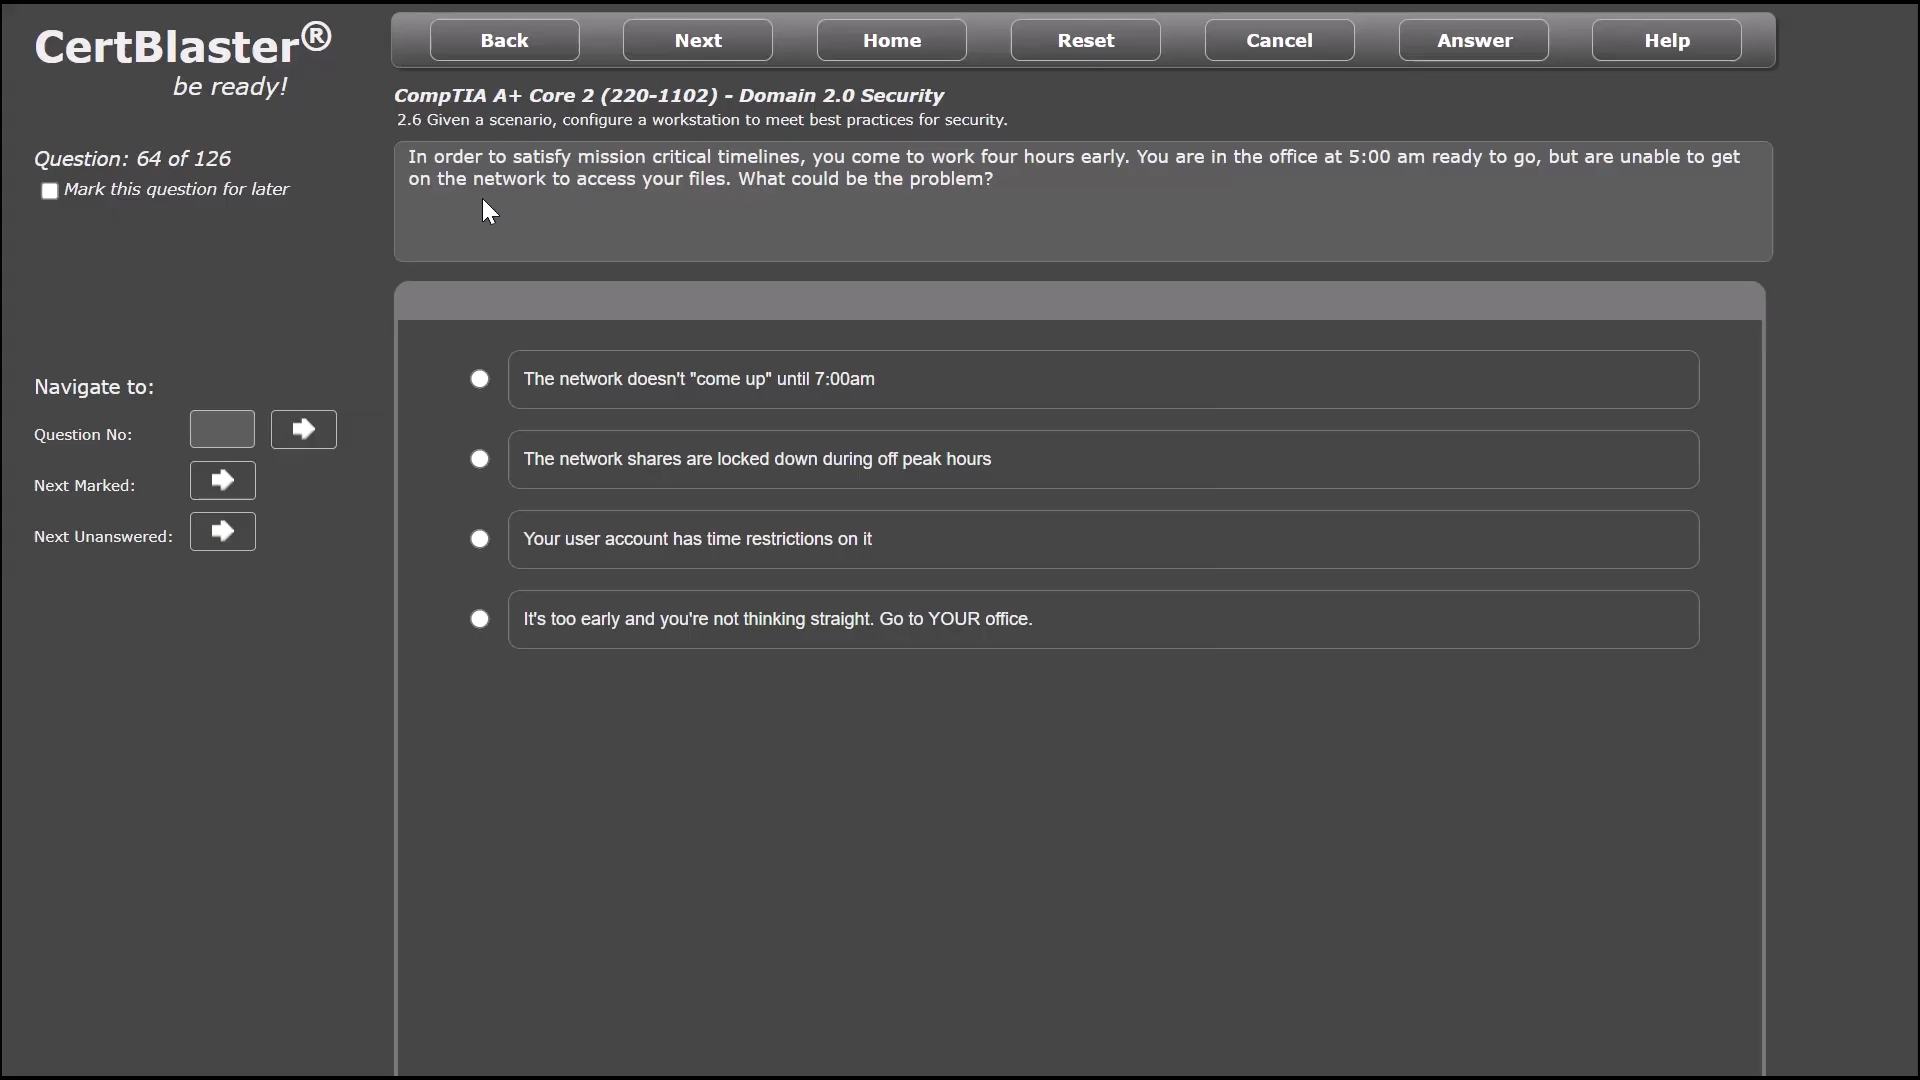 CertBlaster®
be ready!
Back
Next
Home
Reset
Cancel
Answer
Help
CompTIA A+ Core 2 (220-1102) - Domain 2.0 Security
2.6 Given a scenario, configure a workstation to meet best practices for security.
Question: 64 of 126
Mark this question for later
In order to satisfy mission critical timelines, you come to work four hours early. You are in the office at 5:00 am ready to go, but are unable to get
on the network to access your files. What could be the problem?
Navigate to:
Question No:
Next Marked:
Next Unanswered:
The network doesn't "come up" until 7:00am
The network shares are locked down during off peak hours
Your user account has time restrictions on it
It's too early and you're not thinking straight. Go to YOUR office.